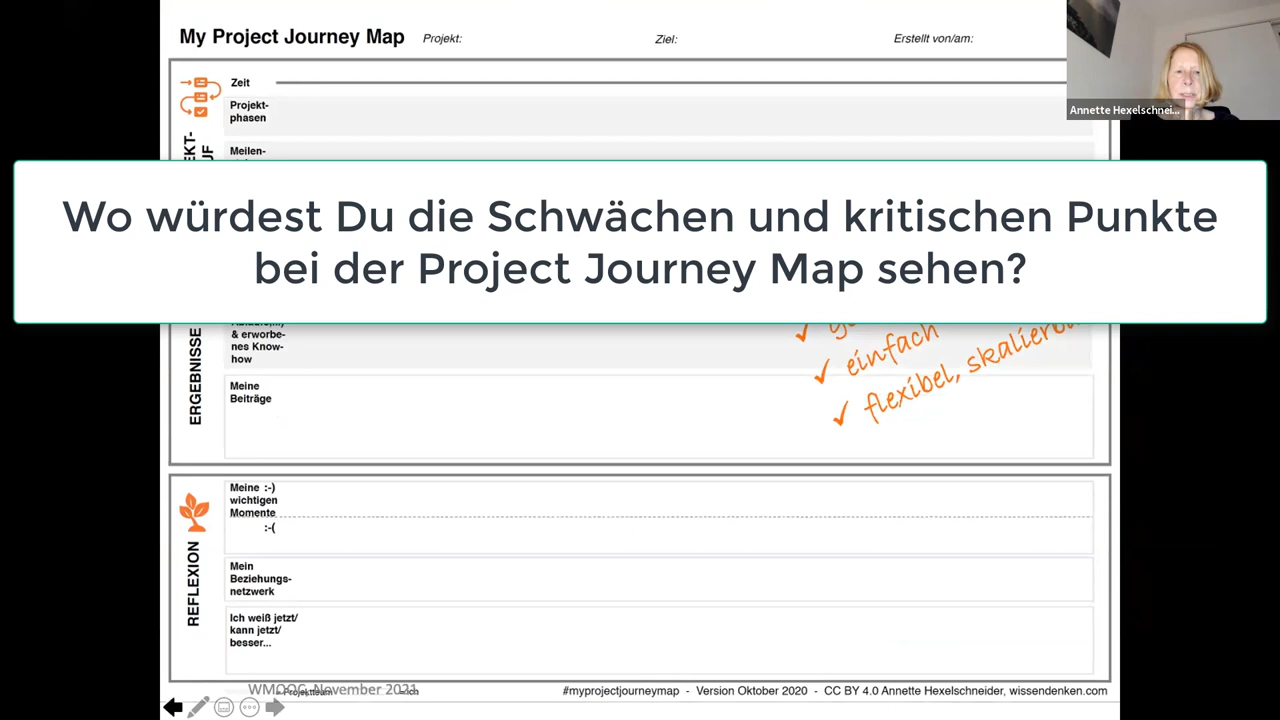 My Project Journey Map Projekt: Ziel: Erstellt von/am:
Annette Hexelschnei...
Zeit
Projekt-
phasen
Meilen-
Wo würdest Du die Schwächen und kritischen Punkte
bei der Project Journey Map sehen?
ERGEBNISSE
& erworbe-
nes Know-
how
einfach
flexibel, skalierba
Meine
Beiträge
REFLEXION
Meine :-)
wichtigen
Momente
:-(
Mein
Beziehungs-
netzwerk
Ich weiß jetzt/
kann jetzt/
besser...
WMOOC, November 2021
#myprojectjourneymap - Version Oktober 2020 - CC BY 4.0 Annette Hexelschneider, wissendenken.com